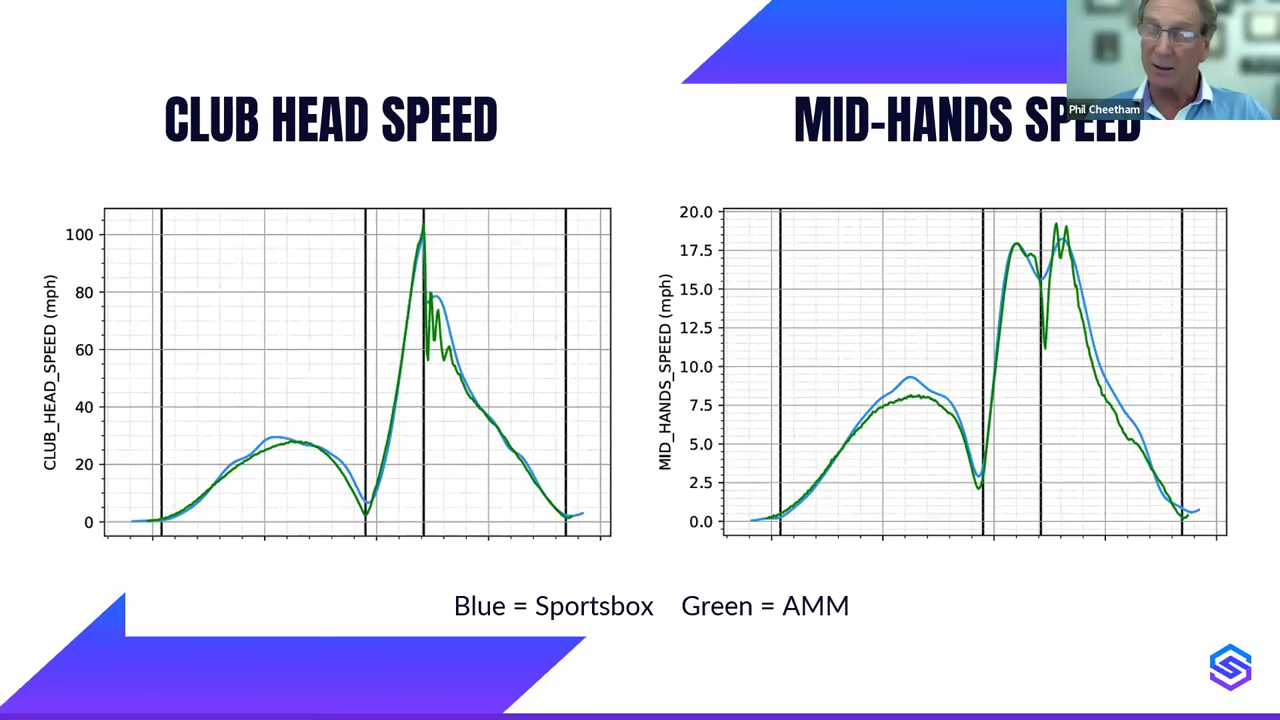 CLUB HEAD SPEED
MID-HANDS SPEED
Phil Cheetham
CLUB_HEAD_SPEED (mph)
100
80
60
40
20
0
MID_HANDS_SPEED (mph)
20.0
17.5
15.0
12.5
10.0
7.5
5.0
2.5
0.0
Blue = Sportsbox Green = AMM